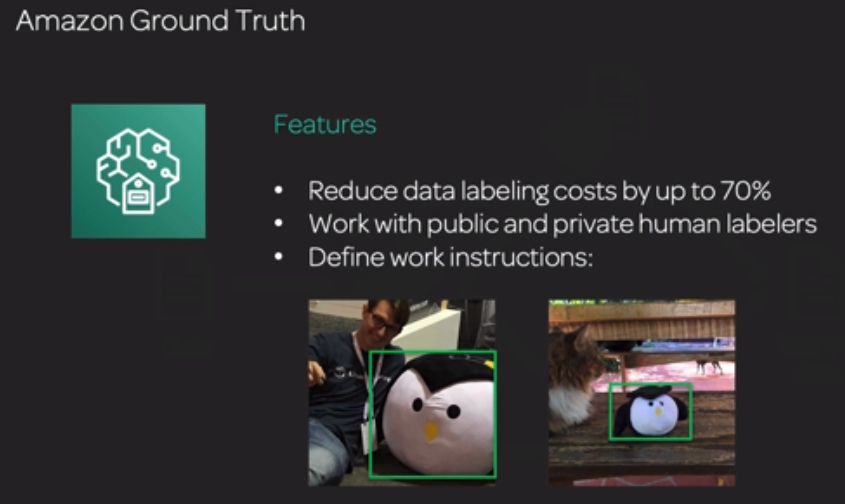 Amazon Ground Truth
Features
• Reduce data labeling costs by up to 70%
• Work with public and private human labelers
• Define work instructions: